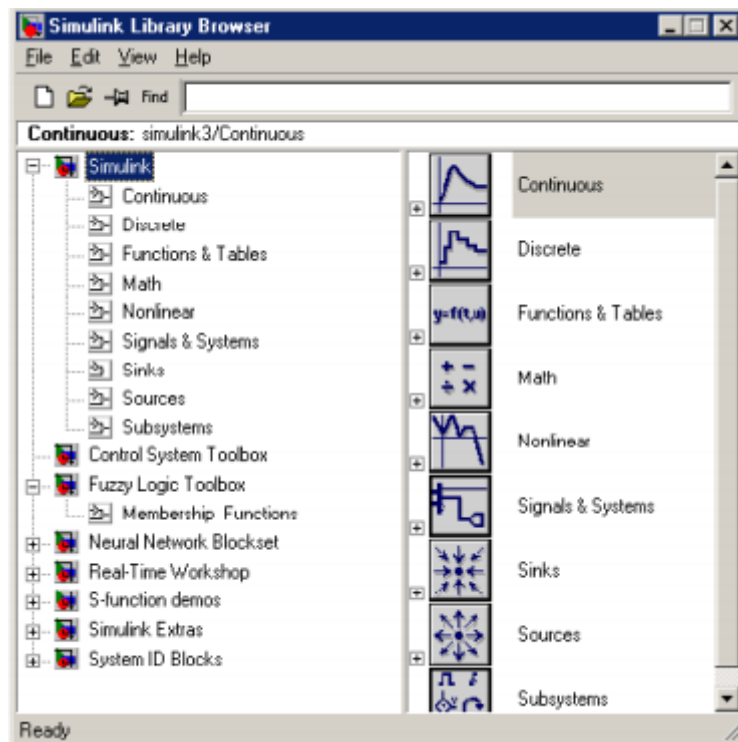 Simulink Library Browser
File Edit View Help
Find
Continuous: simulink3/Continuous
Simulink
Continuous
Discrete
Functions & Tables
Math
Nonlinear
Signals & Systems
Sinks
Sources
Subsystems
Control System Toolbox
Fuzzy Logic Toolbox
Membership Functions
Neural Network Blockset
Real-Time Workshop
S-function demos
Simulink Extras
System ID Blocks
Continuous
Discrete
y=f(t,u)
Functions & Tables
Math
Nonlinear
Signals & Systems
Sinks
Sources
Subsystems
Ready